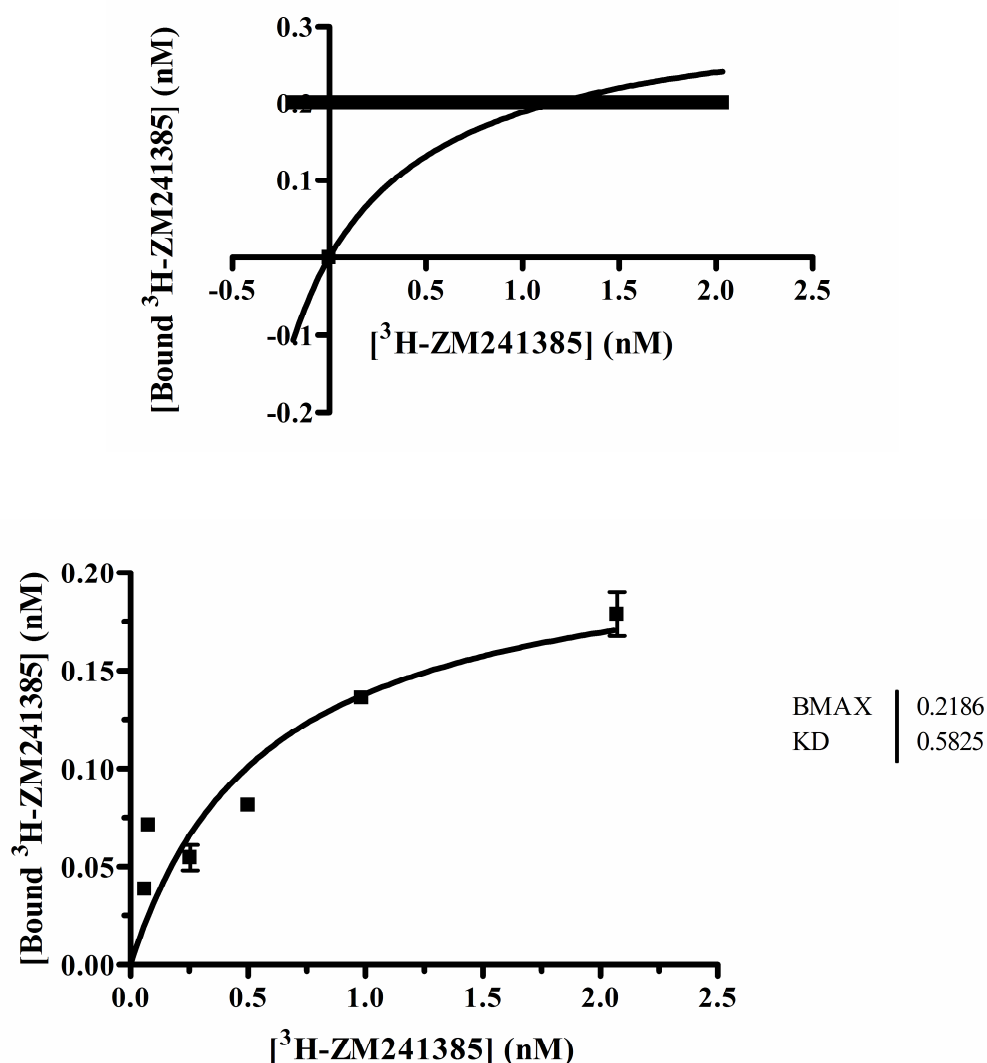 [Bound ³H-ZM241385] (nM)
0.3
0.2
0.1
-0.1
-0.2
-0.5 0.5 1.0 1.5 2.0 2.5
[³H-ZM241385] (nM)
[Bound ³H-ZM241385] (nM)
0.20
0.15
0.10
0.05
0.00
0.0 0.5 1.0 1.5 2.0 2.5
[³H-ZM241385] (nM)
BMAX 0.2186
KD 0.5825